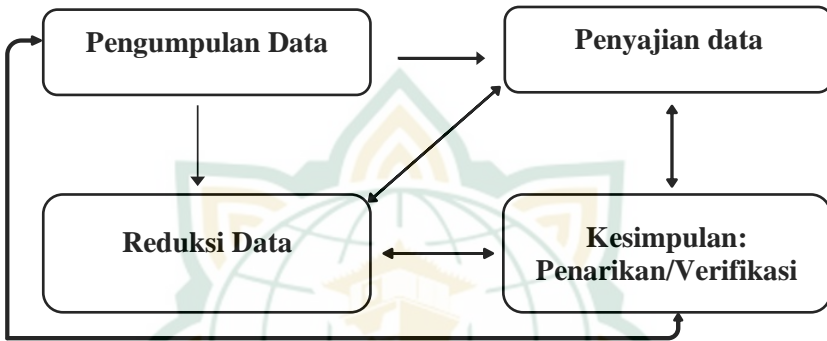 Pengumpulan Data
Penyajian data
Reduksi Data
Kesimpulan:
Penarikan/Verifikasi